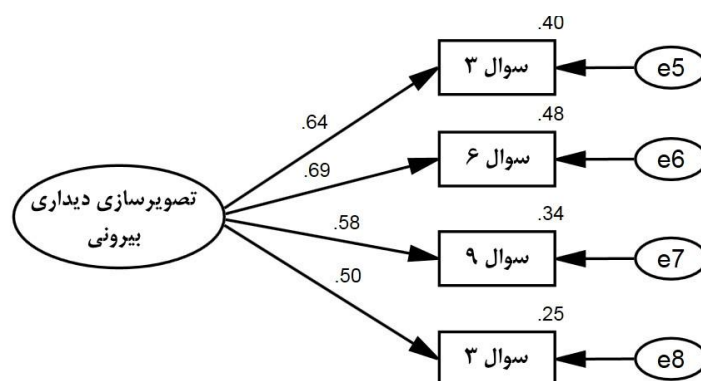 .40
سوال ۳
e5
.64
.48
سوال ۶
e6
.69
تصویرسازی دیداری
بیرونی
.34
سوال ۹
e7
.58
.50
.25
سوال ۳
e8